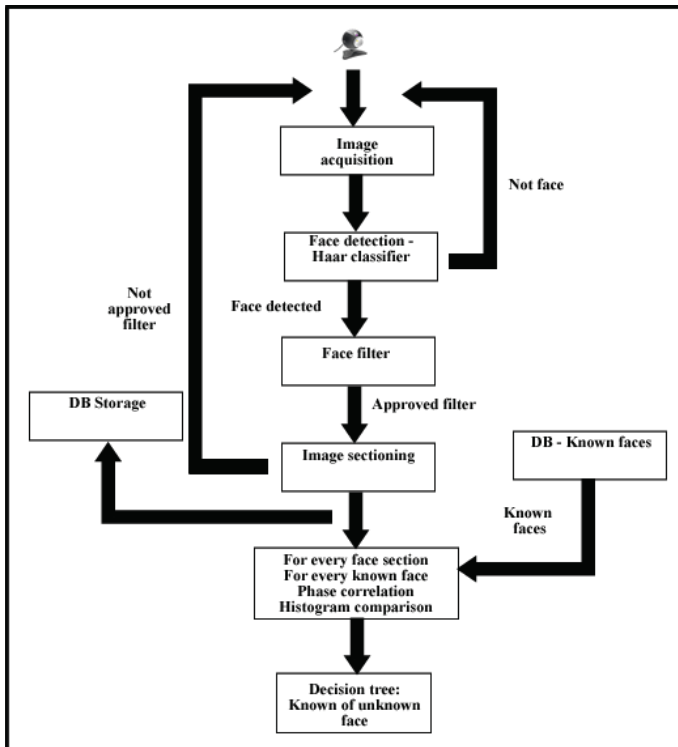 Image
acquisition
Not face
Face detection -
Haar classifier
Not
approved
filter
Face detected
Face filter
DB Storage
Approved filter
DB - Known faces
Image sectioning
Known
faces
For every face section
For every known face
Phase correlation
Histogram comparison
Decision tree:
Known of unknown
face